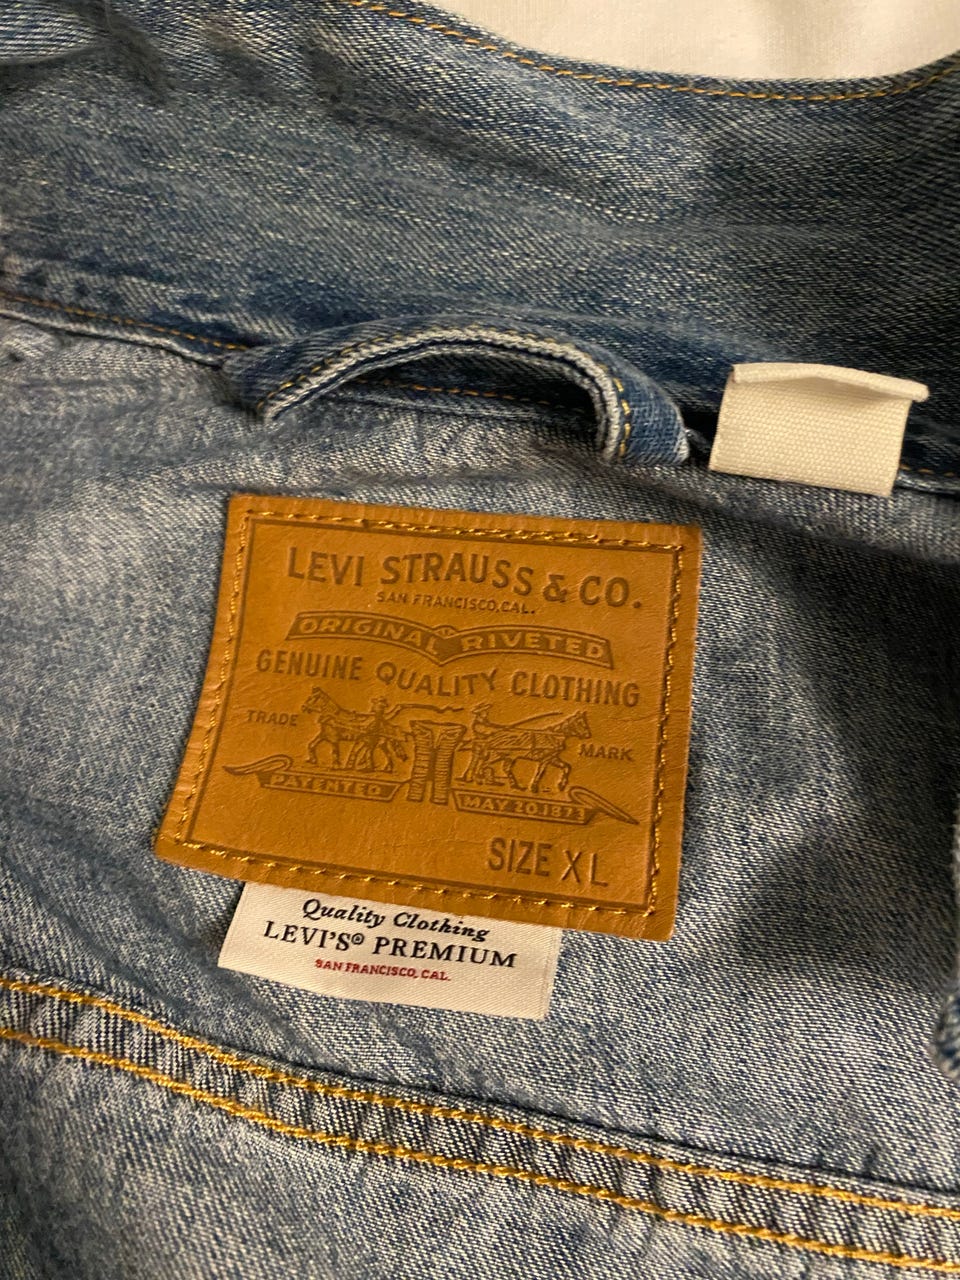 LEVI STRAUSS & CO.
SAN FRANCISCO, CAL.
ORIGINAL RIVETED
GENUINE QUALITY CLOTHING
TRADE MARK
PATENTED MAY 20.1873
SIZE XL
Quality Clothing
LEVI'S® PREMIUM
SAN FRANCISCO, CAL.